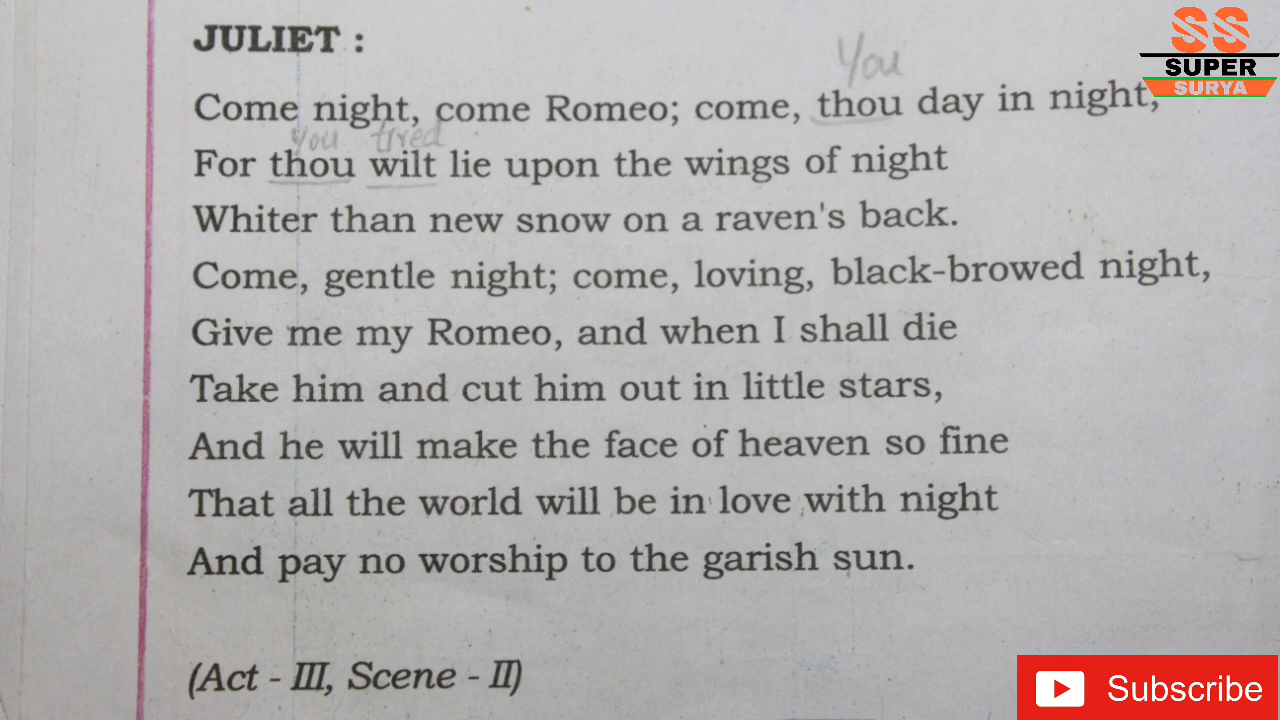 JULIET :
You
Come night, come Romeo; come, thou day in night,
you tired
For thou wilt lie upon the wings of night
Whiter than new snow on a raven's back.
Come, gentle night; come, loving, black-browed night,
Give me my Romeo, and when I shall die
Take him and cut him out in little stars,
And he will make the face of heaven so fine
That all the world will be in love with night
And pay no worship to the garish sun.
(Act - III, Scene - II)
SS
SUPER
SURYA
Subscribe